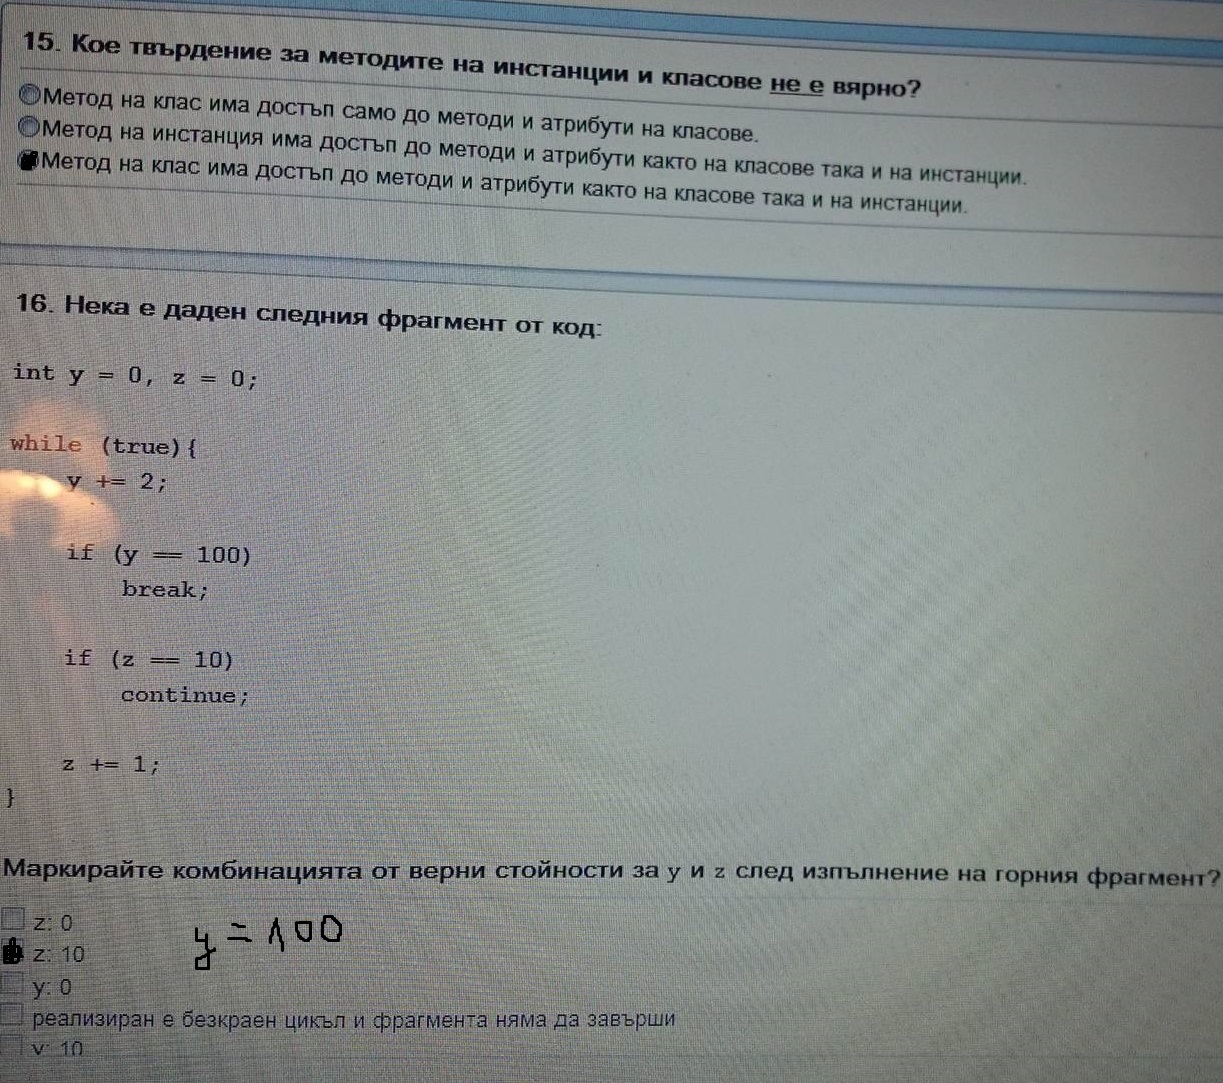 15. Кое твърдение за методите на инстанции и класове не е вярно?
Метод на клас има достъп само до методи и атрибути на класове.
Метод на инстанция има достъп до методи и атрибути както на класове така и на инстанции.
Метод на клас има достъп до методи и атрибути както на класове така и на инстанции.
16. Нека е даден следния фрагмент от код:
int y = 0, z = 0;
while (true){
y += 2;
if (y == 100)
break;
if (z == 10)
continue;
z += 1;
}
Маркирайте комбинацията от верни стойности за y и z след изпълнение на горния фрагмент?
z: 0
y = 100
z: 10
y: 0
реализиран е безкраен цикъл и фрагмента няма да завърши
y: 10